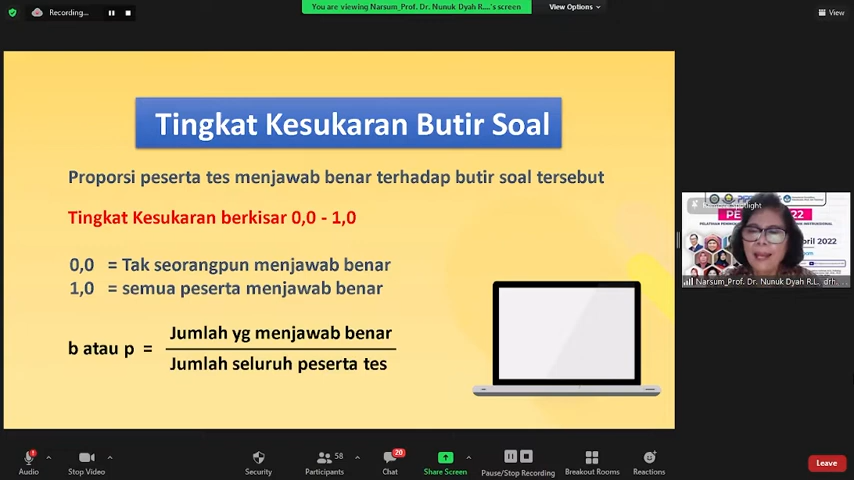 Recording...
You are viewing Narsum_Prof. Dr. Nunuk Dyah R....'s screen
View Options
View
Tingkat Kesukaran Butir Soal
Proporsi peserta tes menjawab benar terhadap butir soal tersebut
Tingkat Kesukaran berkisar 0,0 - 1,0
0,0 = Tak seorangpun menjawab benar
1,0 = semua peserta menjawab benar
b atau p =
Jumlah yg menjawab benar
Jumlah seluruh peserta tes
2022
Narsum_Prof. Dr. Nunuk Dyah R.L. drh. ...
Audio
Stop Video
Security
58
Participants
20
Chat
Share Screen
Pause/Stop Recording
Breakout Rooms
Reactions
Leave